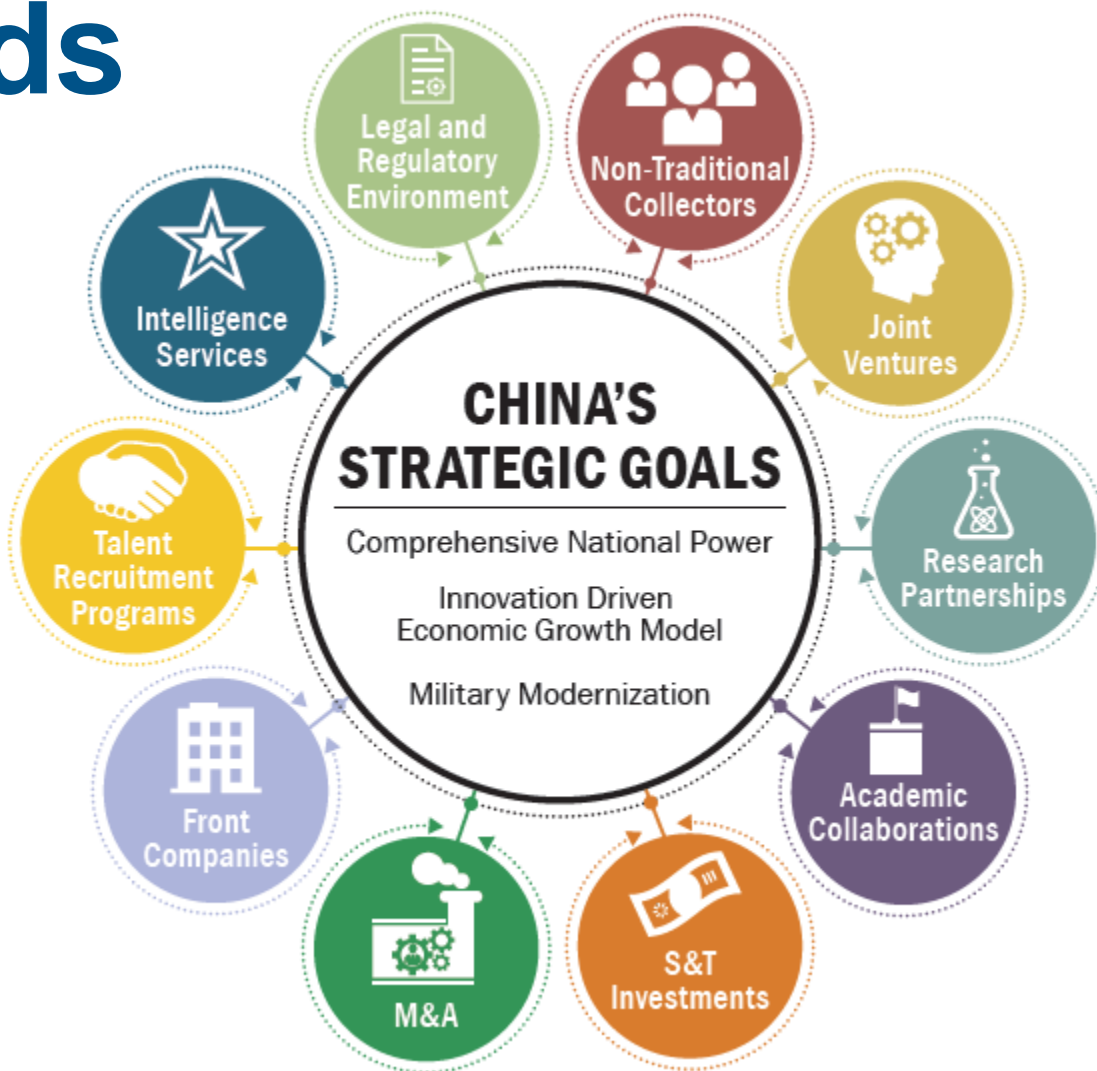 ds
Legal and
Regulatory
Environment
Non-Traditional
Collectors
Joint
Ventures
Research
Partnerships
Academic
Collaborations
S&T
Investments
M&A
Front
Companies
Talent
Recruitment
Programs
Intelligence
Services
CHINA'S
STRATEGIC GOALS
Comprehensive National Power
Innovation Driven
Economic Growth Model
Military Modernization